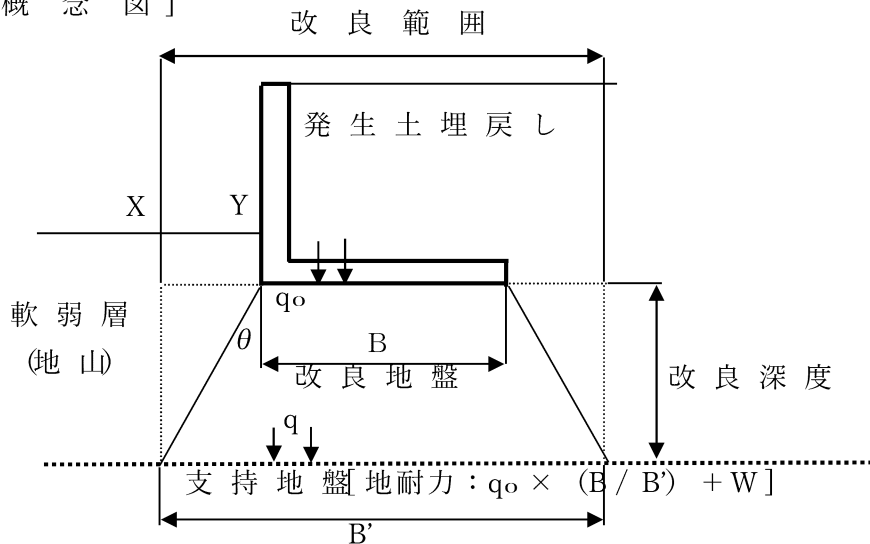 概念図]
改良範囲
発生土埋戻し
X
Y
qo
軟弱層
(地山)
θ
B
改良地盤
改良深度
q
支持地盤[地耐力：qo×（B/B'）＋W]
B'